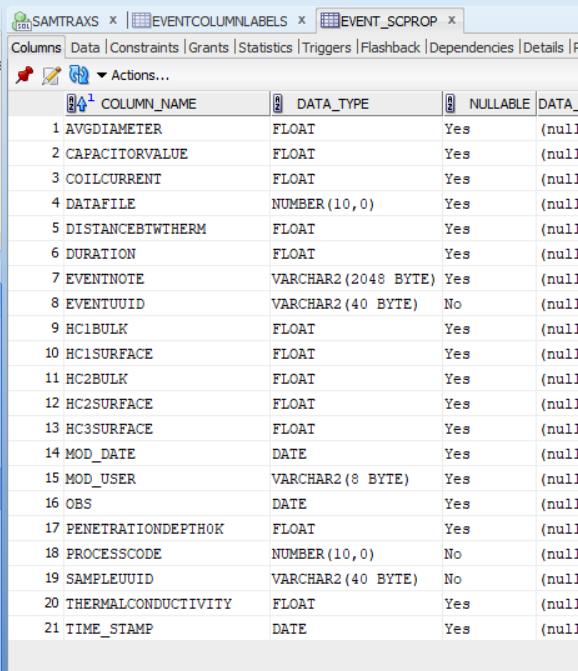 SAMTRAXS x EVENTCOLUMNLABELS x EVENT_SCPROP x
Columns Data Constraints Grants Statistics Triggers Flashback Dependencies Details
Actions...
1 COLUMN_NAME DATA_TYPE NULLABLE DATA_
1 AVGDIAMETER FLOAT Yes (null
2 CAPACITORVALUE FLOAT Yes (null
3 COILCURRENT FLOAT Yes (null
4 DATAFILE NUMBER(10,0) Yes (null
5 DISTANCEBTWTHERM FLOAT Yes (null
6 DURATION FLOAT Yes (null
7 EVENTNOTE VARCHAR2(2048 BYTE) Yes (null
8 EVENTUUID VARCHAR2(40 BYTE) No (null
9 HC1BULK FLOAT Yes (null
10 HC1SURFACE FLOAT Yes (null
11 HC2BULK FLOAT Yes (null
12 HC2SURFACE FLOAT Yes (null
13 HC3SURFACE FLOAT Yes (null
14 MOD_DATE DATE Yes (null
15 MOD_USER VARCHAR2(8 BYTE) Yes (null
16 OBS DATE Yes (null
17 PENETRATIONDEPTH0K FLOAT Yes (null
18 PROCESSCODE NUMBER(10,0) No (null
19 SAMPLEUUID VARCHAR2(40 BYTE) No (null
20 THERMALCONDUCTIVITY FLOAT Yes (null
21 TIME_STAMP DATE Yes (null